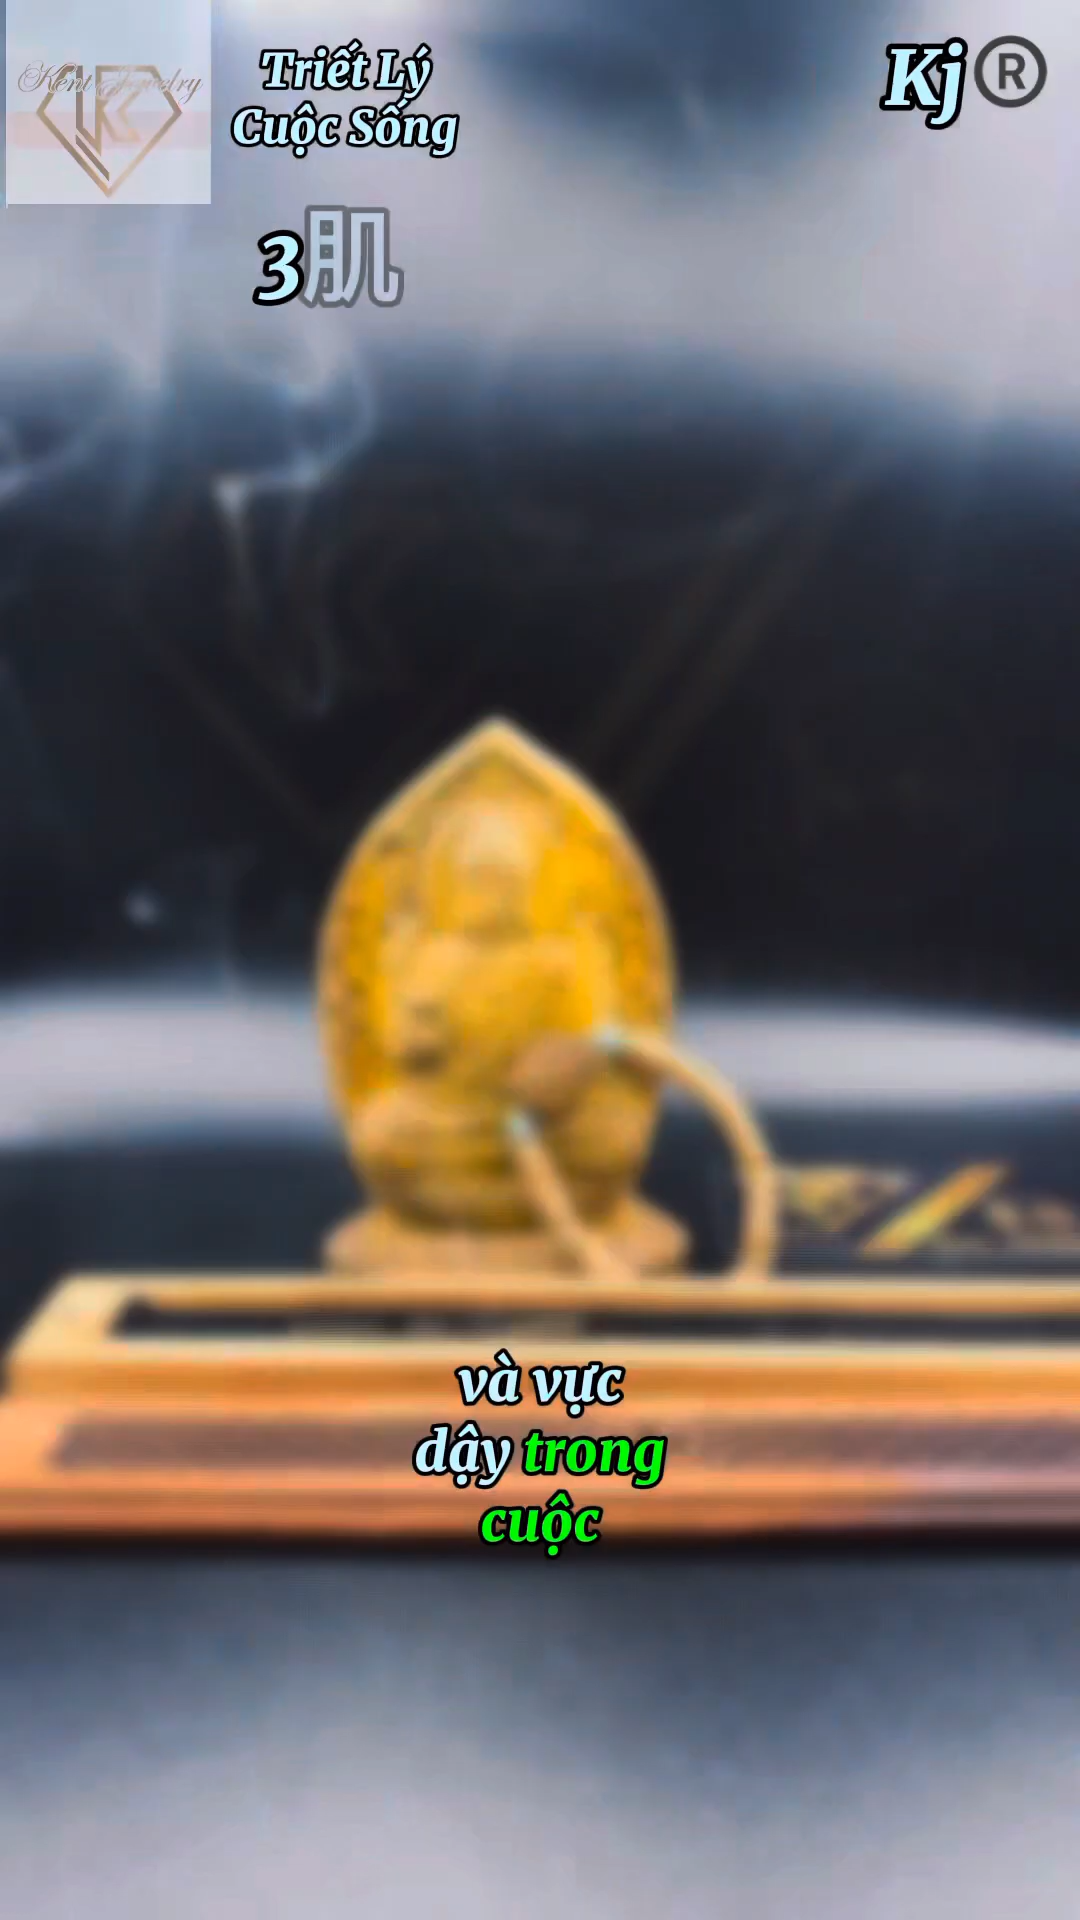 Kent Jewelry
Triết Lý
Cuộc Sống
Kj®
3肌
và vực
dậy trong
cuộc